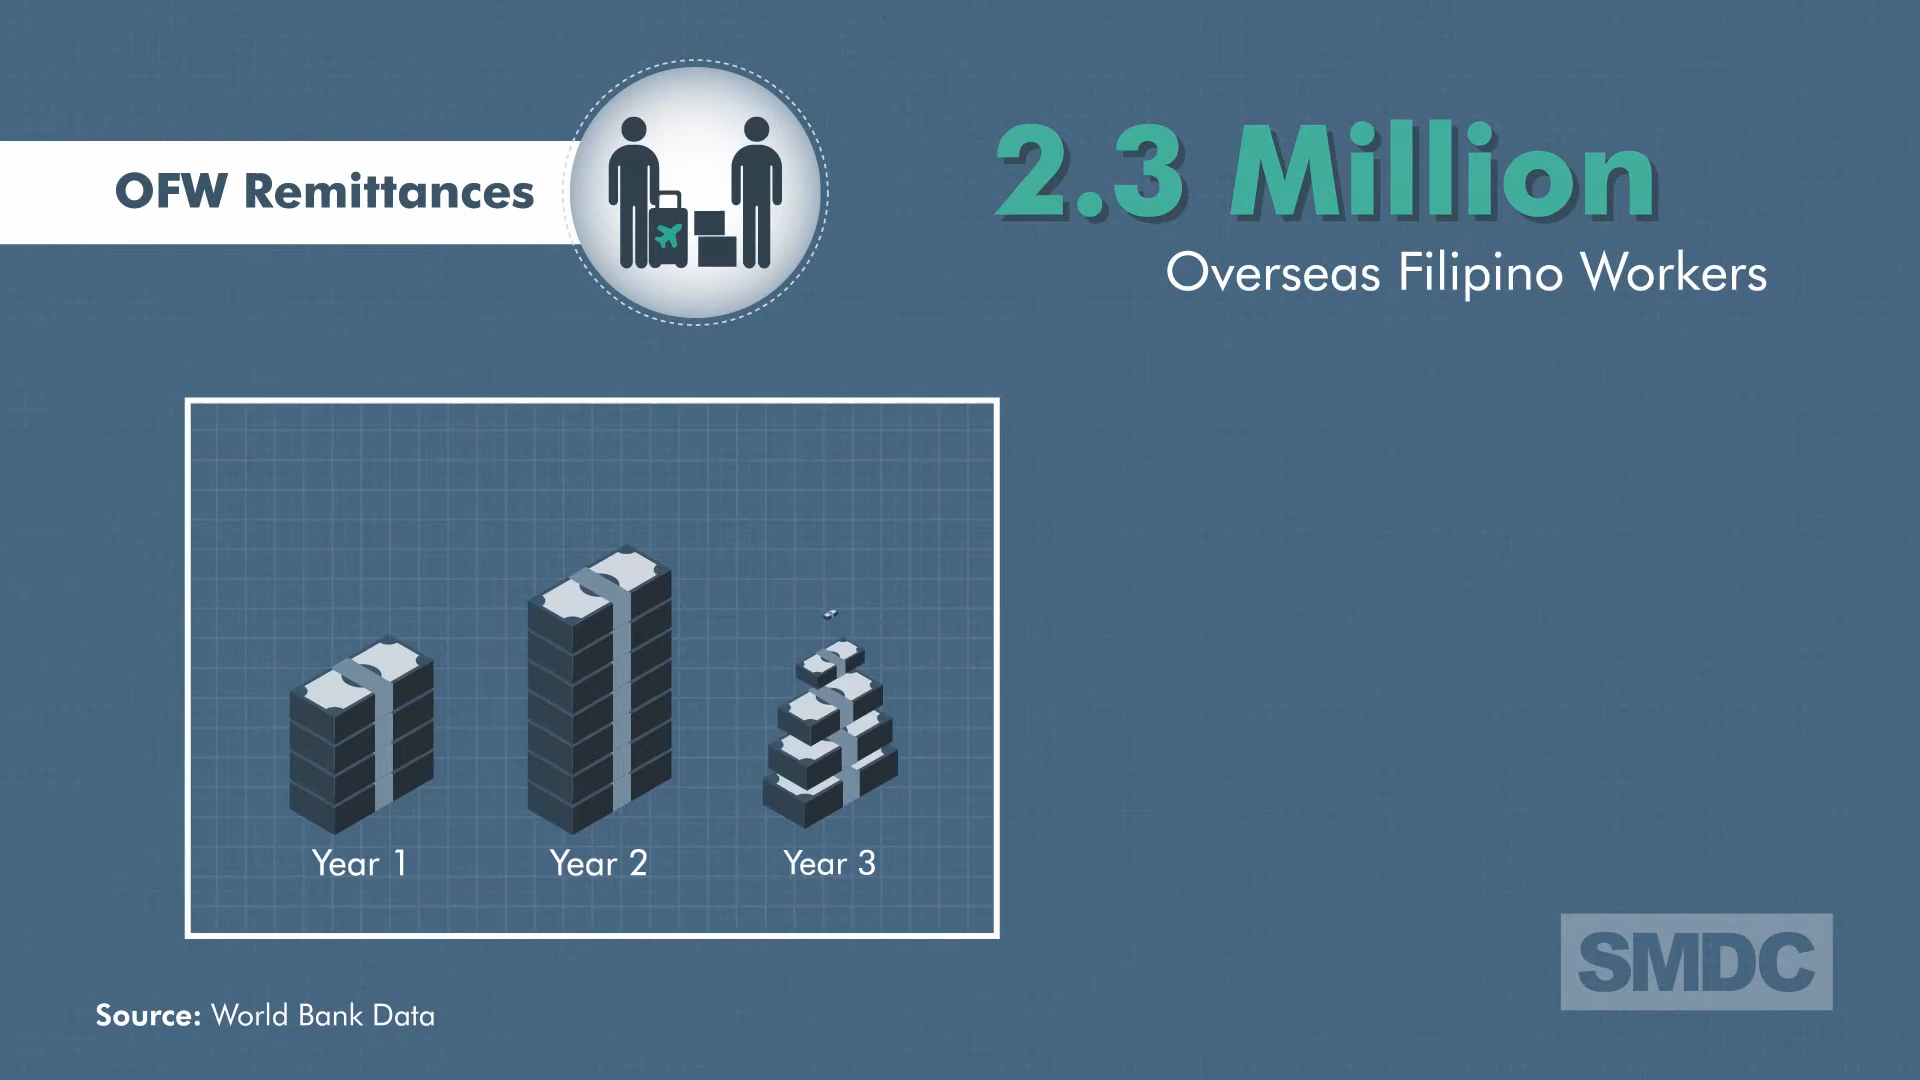 OFW Remittances
2.3 Million
Overseas Filipino Workers
Year 1
Year 2
Year 3
Source: World Bank Data
SMDC